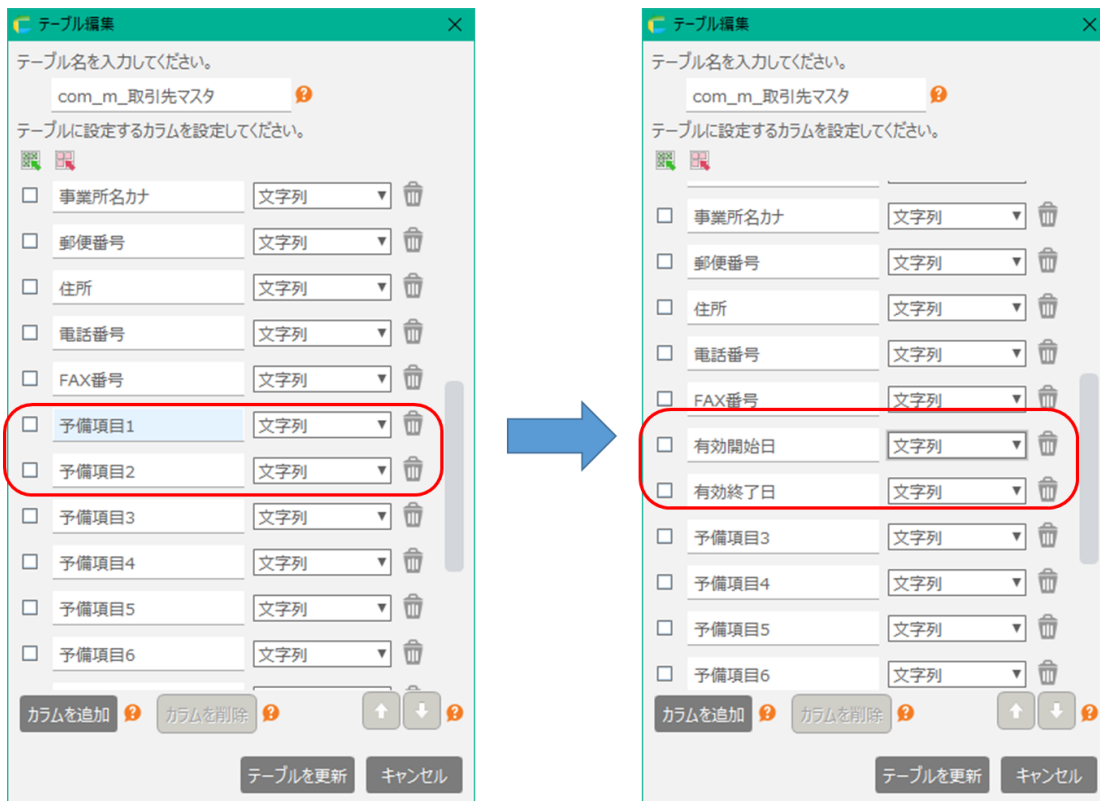 テーブル編集
テーブル名を入力してください。
com_m_取引先マスタ
テーブルに設定するカラムを設定してください。
事業所名カナ 文字列
郵便番号 文字列
住所 文字列
電話番号 文字列
FAX番号 文字列
予備項目1 文字列
予備項目2 文字列
予備項目3 文字列
予備項目4 文字列
予備項目5 文字列
予備項目6 文字列
カラムを追加 カラムを削除
テーブルを更新 キャンセル
テーブル編集
テーブル名を入力してください。
com_m_取引先マスタ
テーブルに設定するカラムを設定してください。
事業所名カナ 文字列
郵便番号 文字列
住所 文字列
電話番号 文字列
FAX番号 文字列
有効開始日 文字列
有効終了日 文字列
予備項目3 文字列
予備項目4 文字列
予備項目5 文字列
予備項目6 文字列
カラムを追加 カラムを削除
テーブルを更新 キャンセル